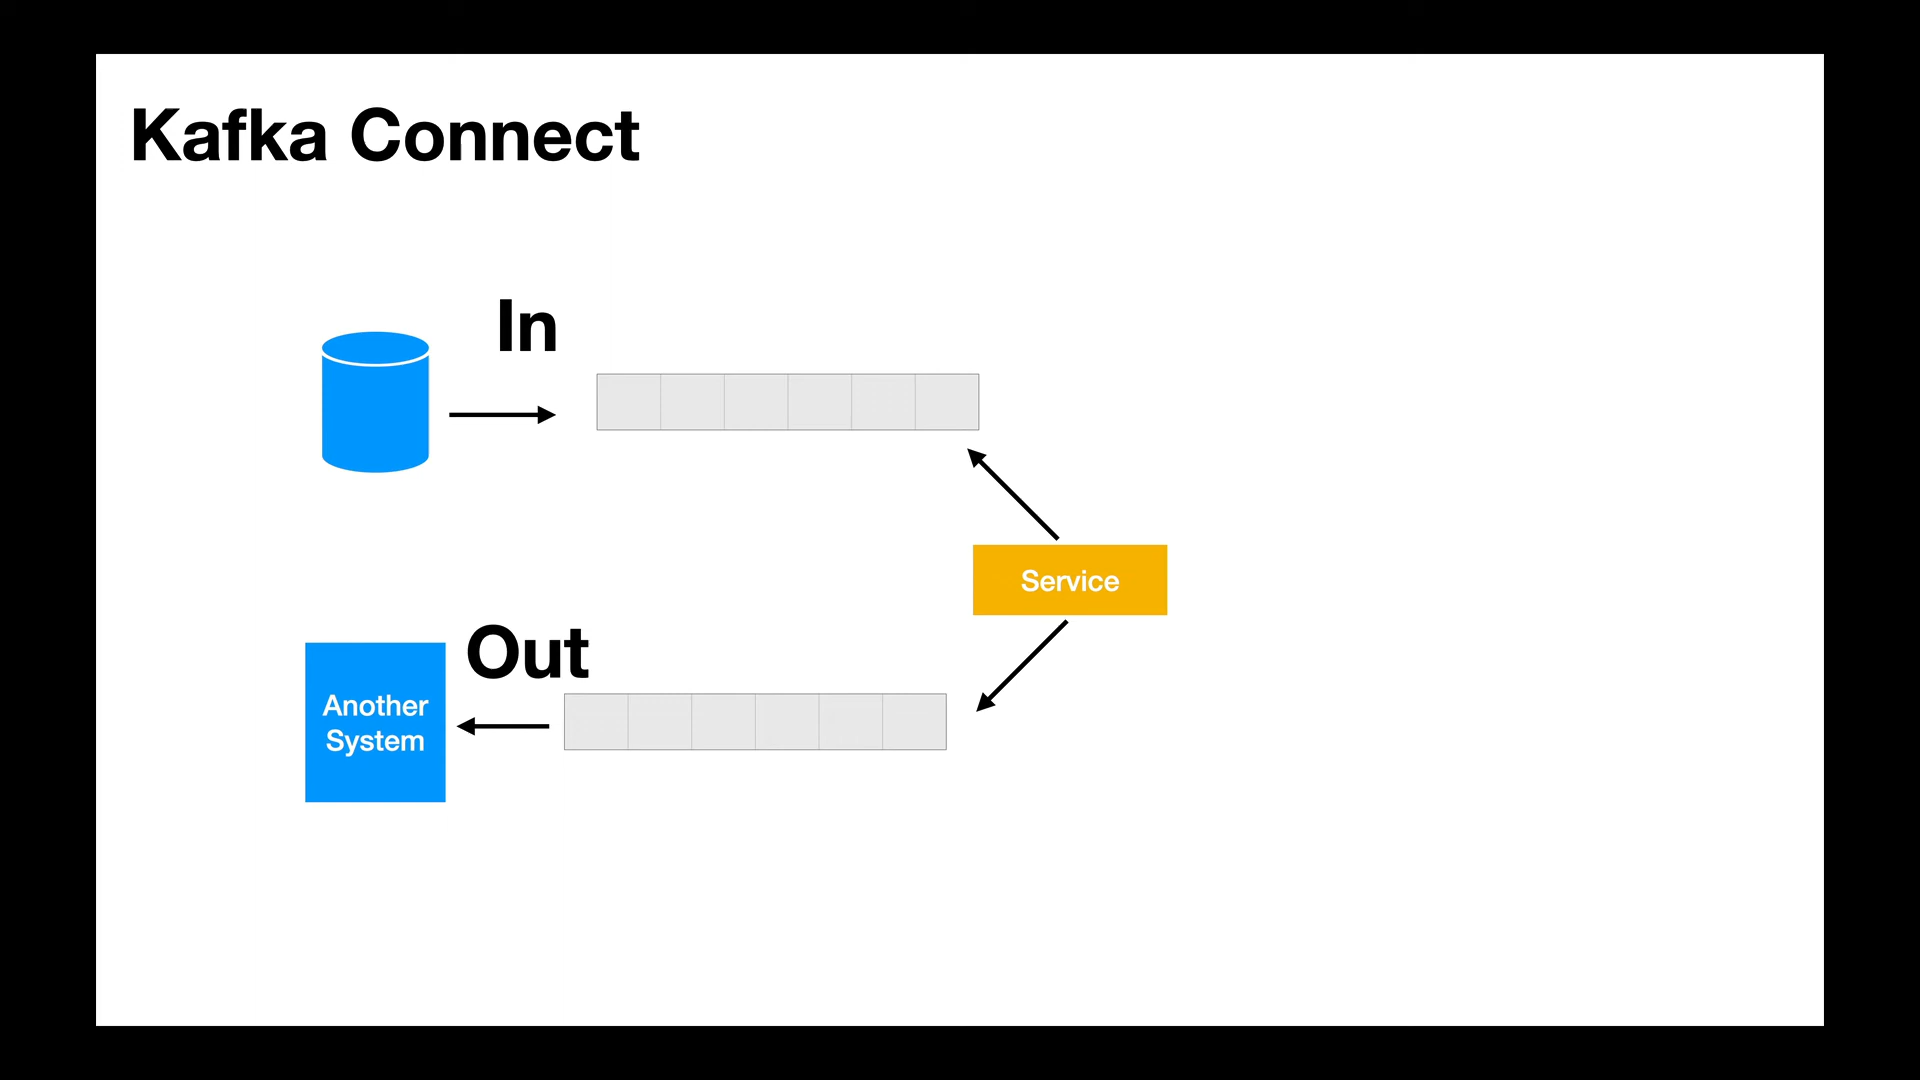 Kafka Connect
In
Service
Out
Another
System